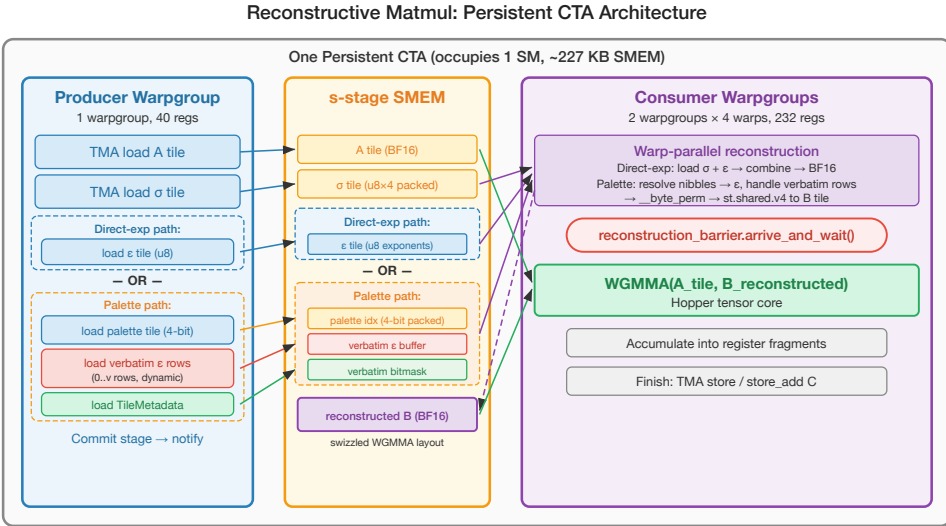 Reconstructive Matmul: Persistent CTA Architecture
One Persistent CTA (occupies 1 SM, ~227 KB SMEM)
Producer Warpgroup
1 warpgroup, 40 regs
TMA load A tile
TMA load σ tile
Direct-exp path:
load ε tile (u8)
— OR —
Palette path:
load palette tile (4-bit)
load verbatim ε rows
(0..v rows, dynamic)
load TileMetadata
Commit stage → notify
s-stage SMEM
A tile (BF16)
σ tile (u8×4 packed)
Direct-exp path:
ε tile (u8 exponents)
— OR —
Palette path:
palette idx (4-bit packed)
verbatim ε buffer
verbatim bitmask
reconstructed B (BF16)
swizzled WGMMA layout
Consumer Warpgroups
2 warpgroups × 4 warps, 232 regs
Warp-parallel reconstruction
Direct-exp: load σ + ε → combine → BF16
Palette: resolve nibbles → ε, handle verbatim rows
→ __byte_perm → st.shared.v4 to B tile
reconstruction_barrier.arrive_and_wait()
WGMMA(A_tile, B_reconstructed)
Hopper tensor core
Accumulate into register fragments
Finish: TMA store / store_add C